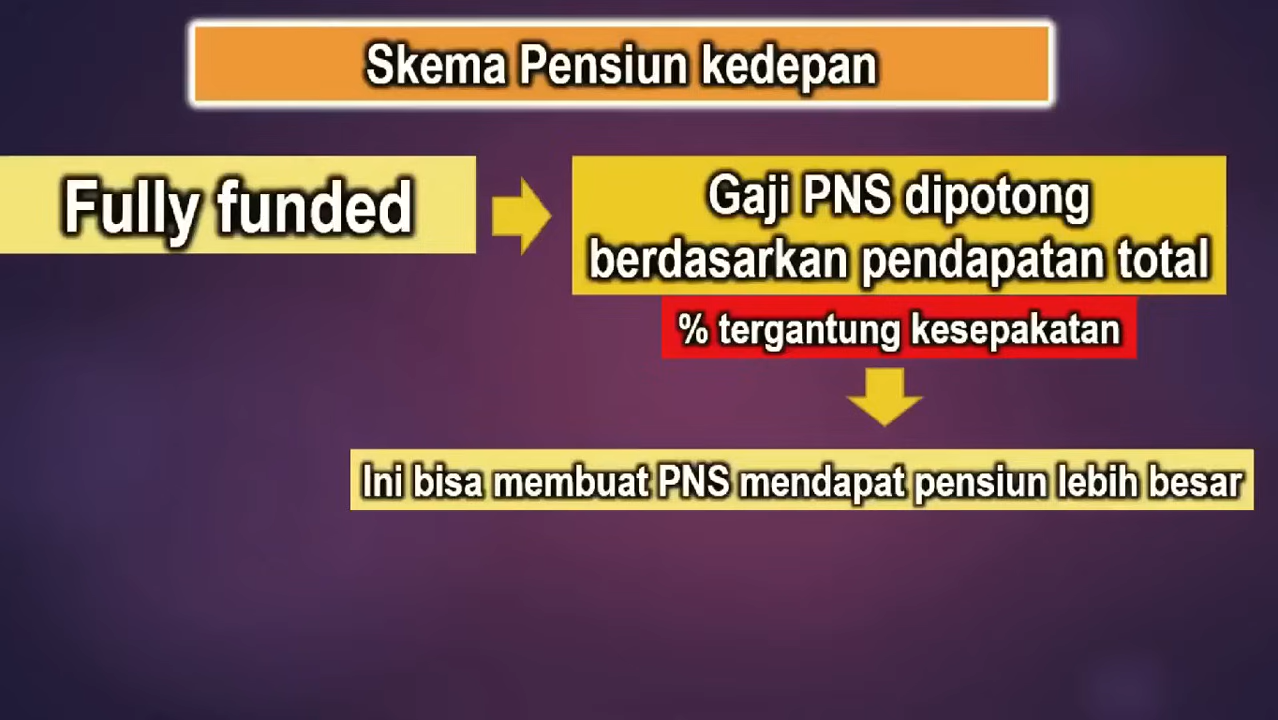 Skema Pensiun kedepan
Fully funded
Gaji PNS dipotong
berdasarkan pendapatan total
% tergantung kesepakatan
Ini bisa membuat PNS mendapat pensiun lebih besar